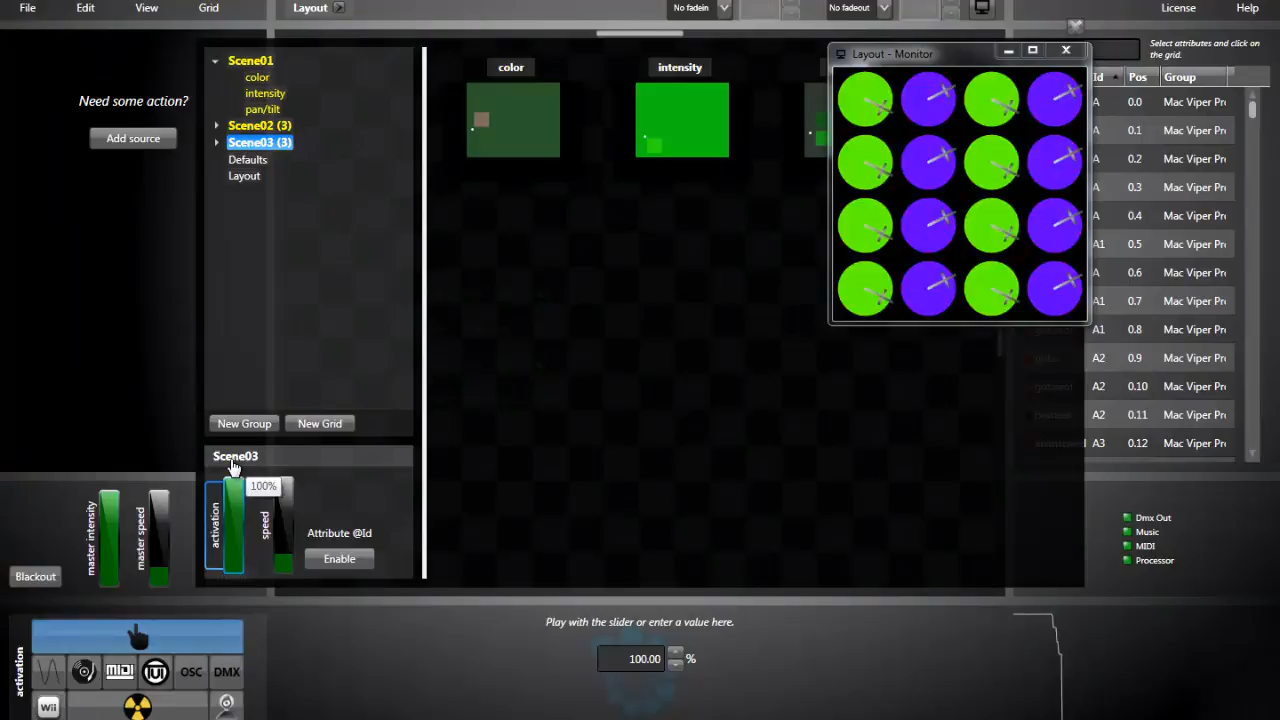 File Edit View Grid Layout No fadein No fadeout License Help
Layout - Monitor
Select attributes and click on the grid.
Need some action?
Add source
Scene01
color
intensity
pan/tilt
Scene02 (3)
Scene03 (3)
Defaults
Layout
New Group New Grid
color intensity
Id Pos Group
A 0.0 Mac Viper Pr
A 0.1 Mac Viper Pr
A 0.2 Mac Viper Pr
A 0.3 Mac Viper Pr
A 0.4 Mac Viper Pr
A1 0.5 Mac Viper Pr
A 0.6 Mac Viper Pr
A1 0.7 Mac Viper Pr
A1 0.8 Mac Viper Pr
A2 0.9 Mac Viper Pr
A2 0.10 Mac Viper Pr
A2 0.11 Mac Viper Pr
A3 0.12 Mac Viper Pr
Scene03
100%
activation
speed
Attribute @Id
Enable
master intensity
master speed
Blackout
Dmx Out
Music
MIDI
Processor
Play with the slider or enter a value here.
100.00 %
activation
MIDI OSC DMX
Wii